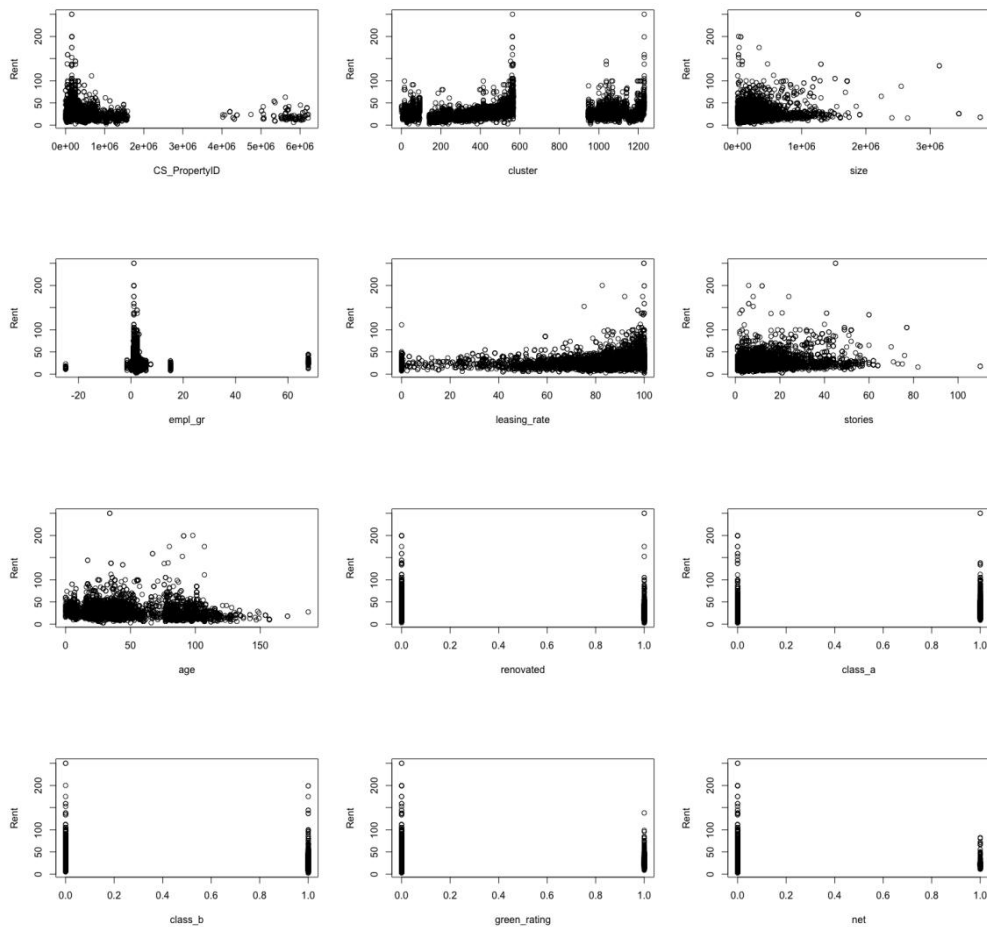 Rent
0 50 100 200
0e+00 1e+06 2e+06 3e+06 4e+06 5e+06 6e+06
CS_PropertyID
Rent
0 50 100 200
0 200 400 600 800 1000 1200
cluster
Rent
0 50 100 200
0e+00 1e+06 2e+06 3e+06
size
Rent
0 50 100 200
-20 0 20 40 60
empl_gr
Rent
0 50 100 200
0 20 40 60 80 100
leasing_rate
Rent
0 50 100 200
0 20 40 60 80 100
stories
Rent
0 50 100 200
0 50 100 150
age
Rent
0 50 100 200
0.0 0.2 0.4 0.6 0.8 1.0
renovated
Rent
0 50 100 200
0.0 0.2 0.4 0.6 0.8 1.0
class_a
Rent
0 50 100 200
0.0 0.2 0.4 0.6 0.8 1.0
class_b
Rent
0 50 100 200
0.0 0.2 0.4 0.6 0.8 1.0
green_rating
Rent
0 50 100 200
0.0 0.2 0.4 0.6 0.8 1.0
net